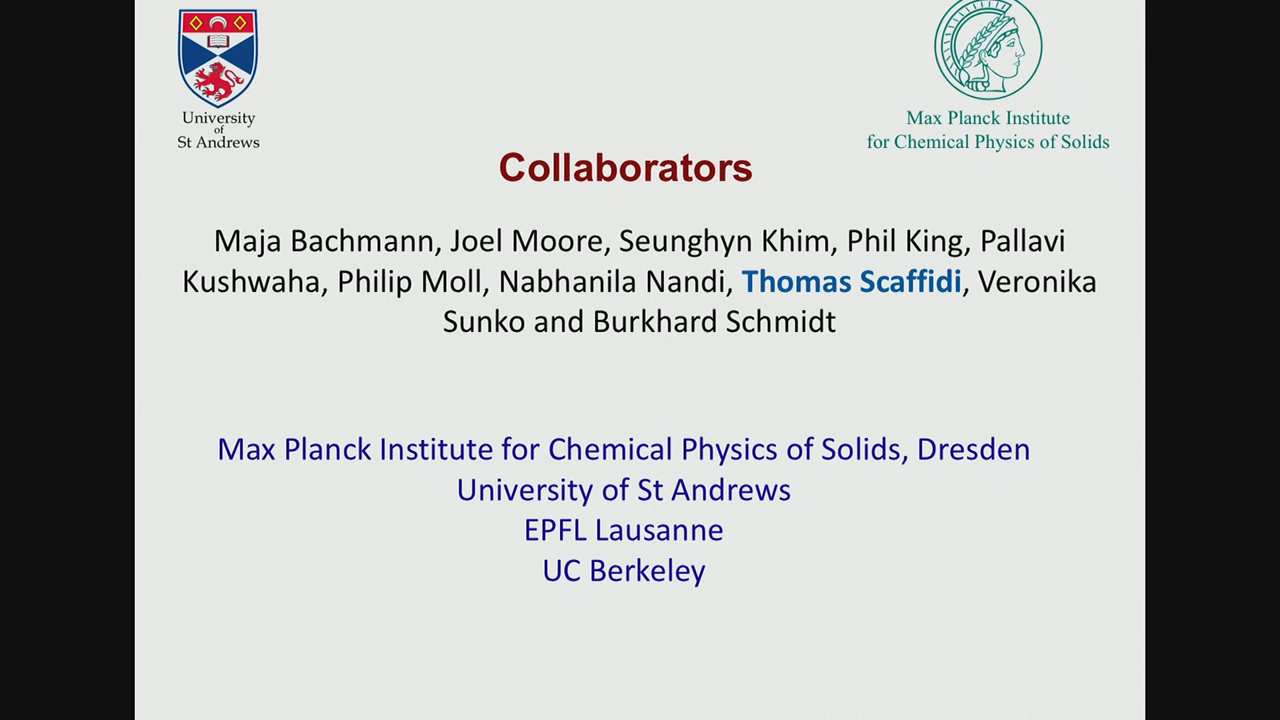 University
of
St Andrews
Max Planck Institute
for Chemical Physics of Solids
Collaborators
Maja Bachmann, Joel Moore, Seunghyn Khim, Phil King, Pallavi
Kushwaha, Philip Moll, Nabhanila Nandi, Thomas Scaffidi, Veronika
Sunko and Burkhard Schmidt
Max Planck Institute for Chemical Physics of Solids, Dresden
University of St Andrews
EPFL Lausanne
UC Berkeley